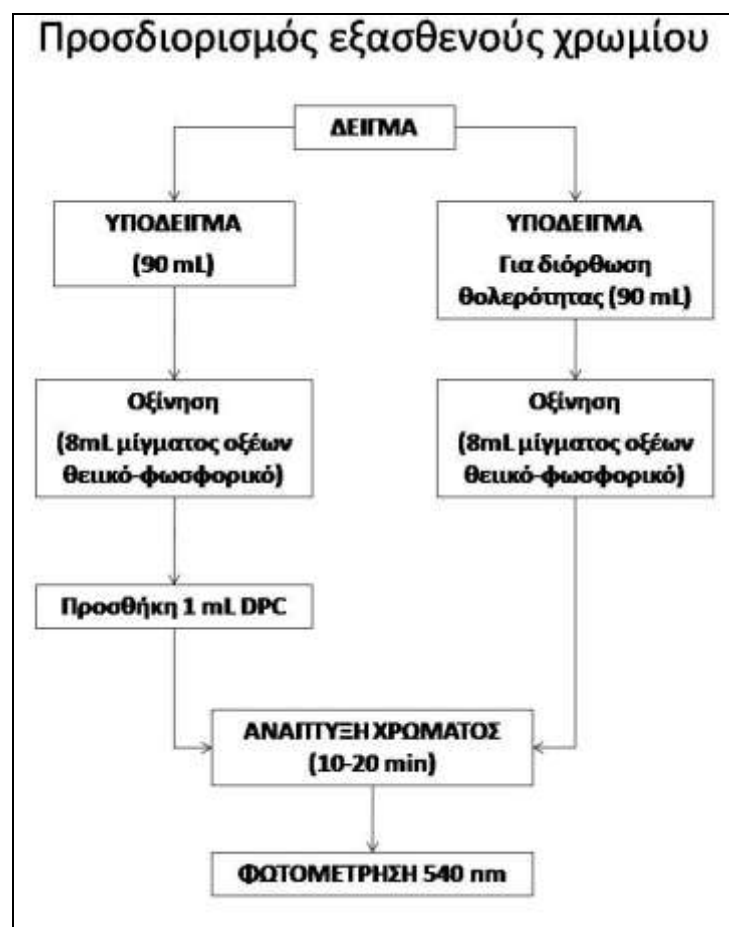 Προσδιορισμός εξασθενούς χρωμίου
ΔΕΙΓΜΑ
ΥΠΟΔΕΙΓΜΑ
(90 mL)
ΥΠΟΔΕΙΓΜΑ
Για διόρθωση
θολερότητας (90 mL)
Οξίνηση
(8mL μίγματος οξέων
θειικό-φωσφορικό)
Οξίνηση
(8mL μίγματος οξέων
θειικό-φωσφορικό)
Προσθήκη 1 mL DPC
ΑΝΑΠΤΥΞΗ ΧΡΩΜΑΤΟΣ
(10-20 min)
ΦΩΤΟΜΕΤΡΗΣΗ 540 nm